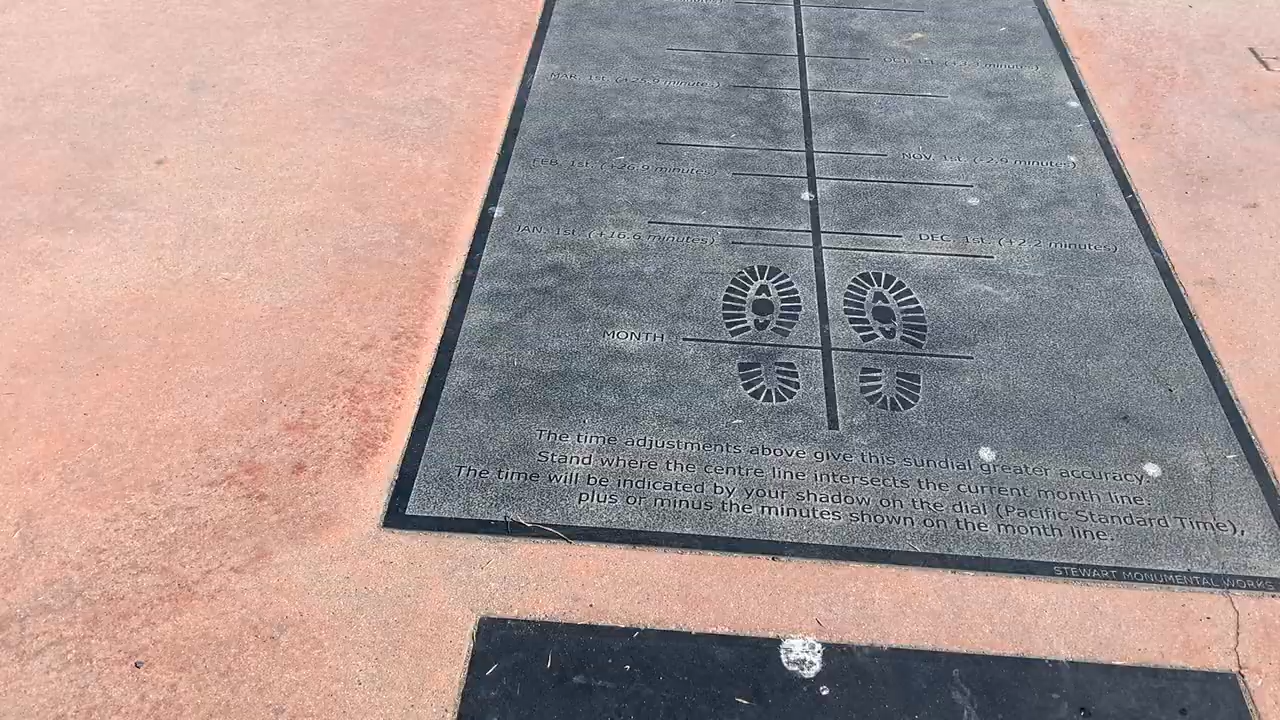 OCT. 1st. (+2.3 minutes)
MAR. 1st. (+25.9 minutes)
NOV. 1st. (-2.9 minutes)
FEB. 1st. (+26.9 minutes)
JAN. 1st. (+16.6 minutes)
DEC. 1st. (+2.2 minutes)
MONTH
The time adjustments above give this sundial greater accuracy.
Stand where the centre line intersects the current month line.
The time will be indicated by your shadow on the dial (Pacific Standard Time),
plus or minus the minutes shown on the month line.
STEWART MONUMENTAL WORKS